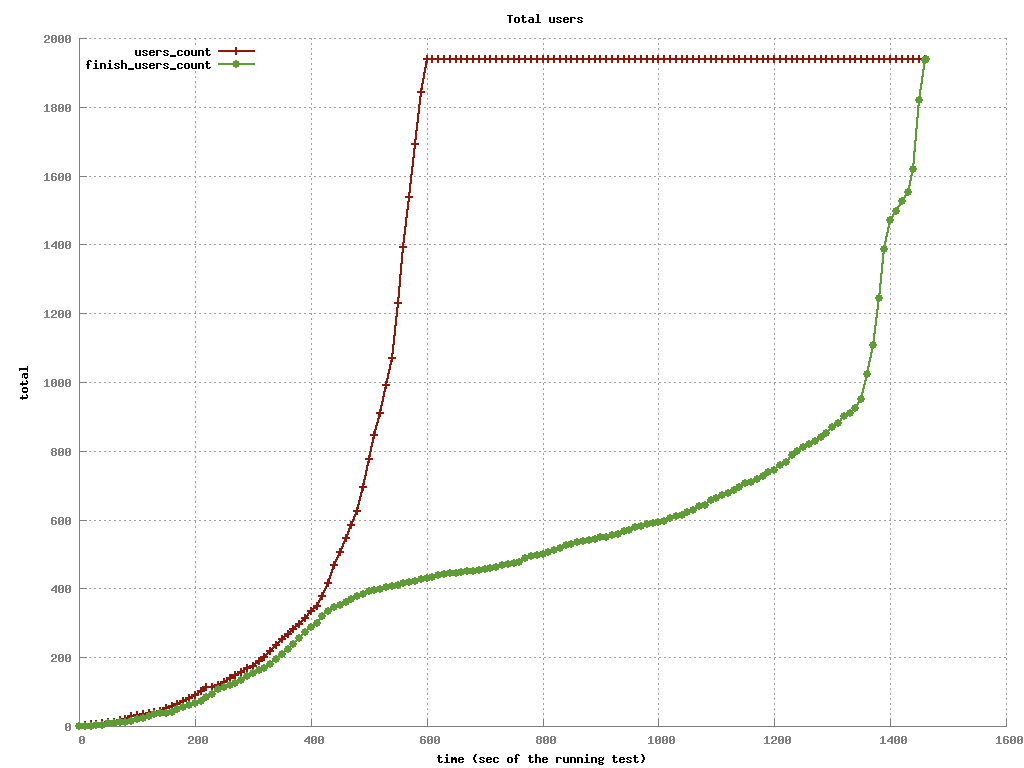 Total users
users_count
finish_users_count
2000
1800
1600
1400
1200
1000
800
600
400
200
0
total
0 200 400 600 800 1000 1200 1400 1600
time (sec of the running test)